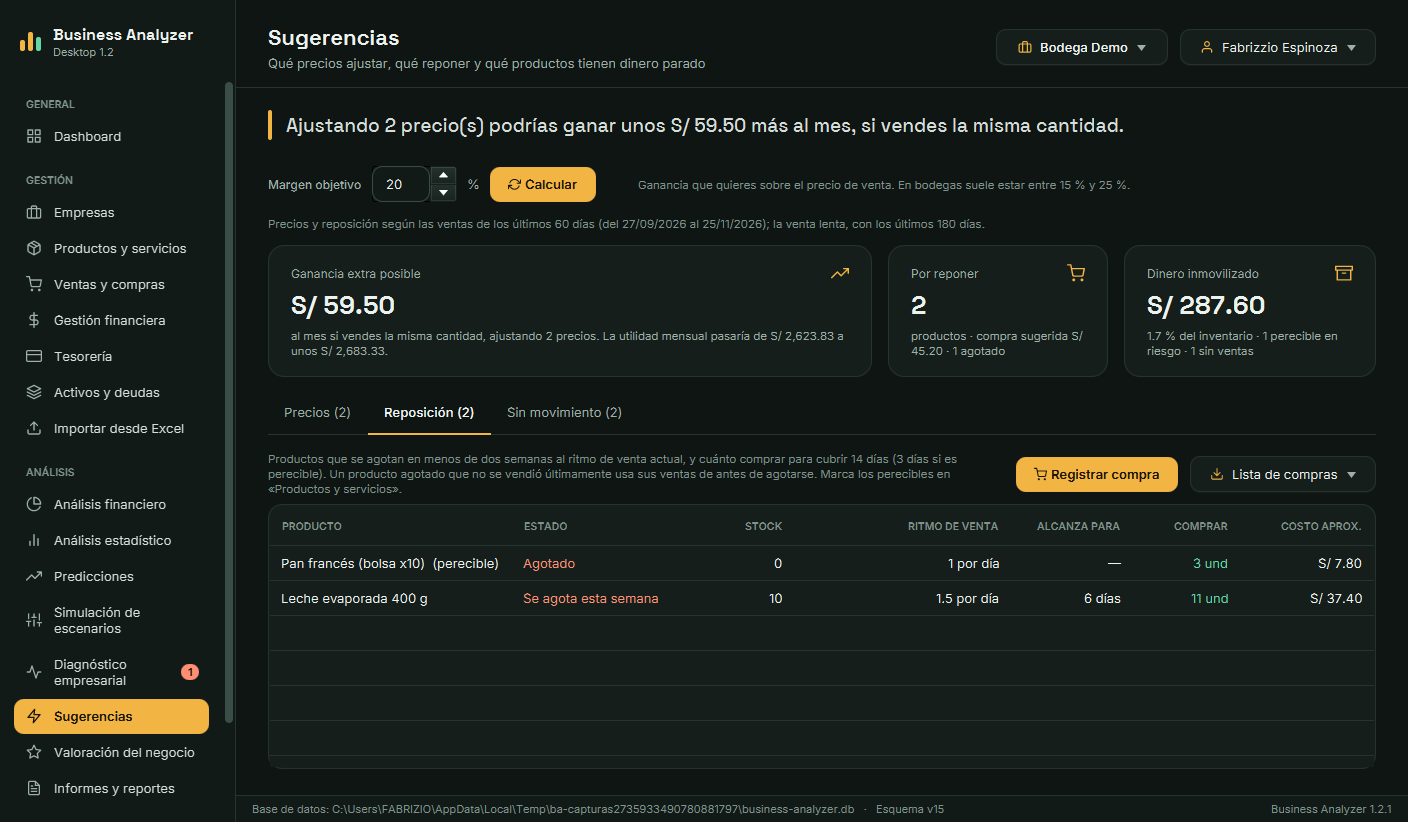 Business Analyzer
Desktop 1.2
GENERAL
Dashboard
GESTIÓN
Empresas
Productos y servicios
Ventas y compras
Gestión financiera
Tesorería
Activos y deudas
Importar desde Excel
ANÁLISIS
Análisis financiero
Análisis estadístico
Predicciones
Simulación de
escenarios
Diagnóstico
empresarial
1
Sugerencias
Valoración del negocio
Informes y reportes
Sugerencias
Qué precios ajustar, qué reponer y qué productos tienen dinero parado
Bodega Demo
Fabrizzio Espinoza
Ajustando 2 precio(s) podrías ganar unos S/ 59.50 más al mes, si vendes la misma cantidad.
Margen objetivo 20 % Calcular Ganancia que quieres sobre el precio de venta. En bodegas suele estar entre 15 % y 25 %.
Precios y reposición según las ventas de los últimos 60 días (del 27/09/2026 al 25/11/2026); la venta lenta, con los últimos 180 días.
Ganancia extra posible
S/ 59.50
al mes si vendes la misma cantidad, ajustando 2 precios. La utilidad mensual pasaría de S/ 2,623.83 a
unos S/ 2,683.33.
Por reponer
2
productos · compra sugerida S/
45.20 · 1 agotado
Dinero inmovilizado
S/ 287.60
1.7 % del inventario · 1 perecible en
riesgo · 1 sin ventas
Precios (2) Reposición (2) Sin movimiento (2)
Productos que se agotan en menos de dos semanas al ritmo de venta actual, y cuánto comprar para cubrir 14 días (3 días si es
perecible). Un producto agotado que no se vendió últimamente usa sus ventas de antes de agotarse. Marca los perecibles en
«Productos y servicios».
Registrar compra
Lista de compras
PRODUCTO ESTADO STOCK RITMO DE VENTA ALCANZA PARA COMPRAR COSTO APROX.
Pan francés (bolsa x10) (perecible) Agotado 0 1 por día — 3 und S/ 7.80
Leche evaporada 400 g Se agota esta semana 10 1.5 por día 6 días 11 und S/ 37.40
Base de datos: C:\Users\FABRIZIO\AppData\Local\Temp\ba-capturas2735933490780881797\business-analyzer.db · Esquema v15
Business Analyzer 1.2.1